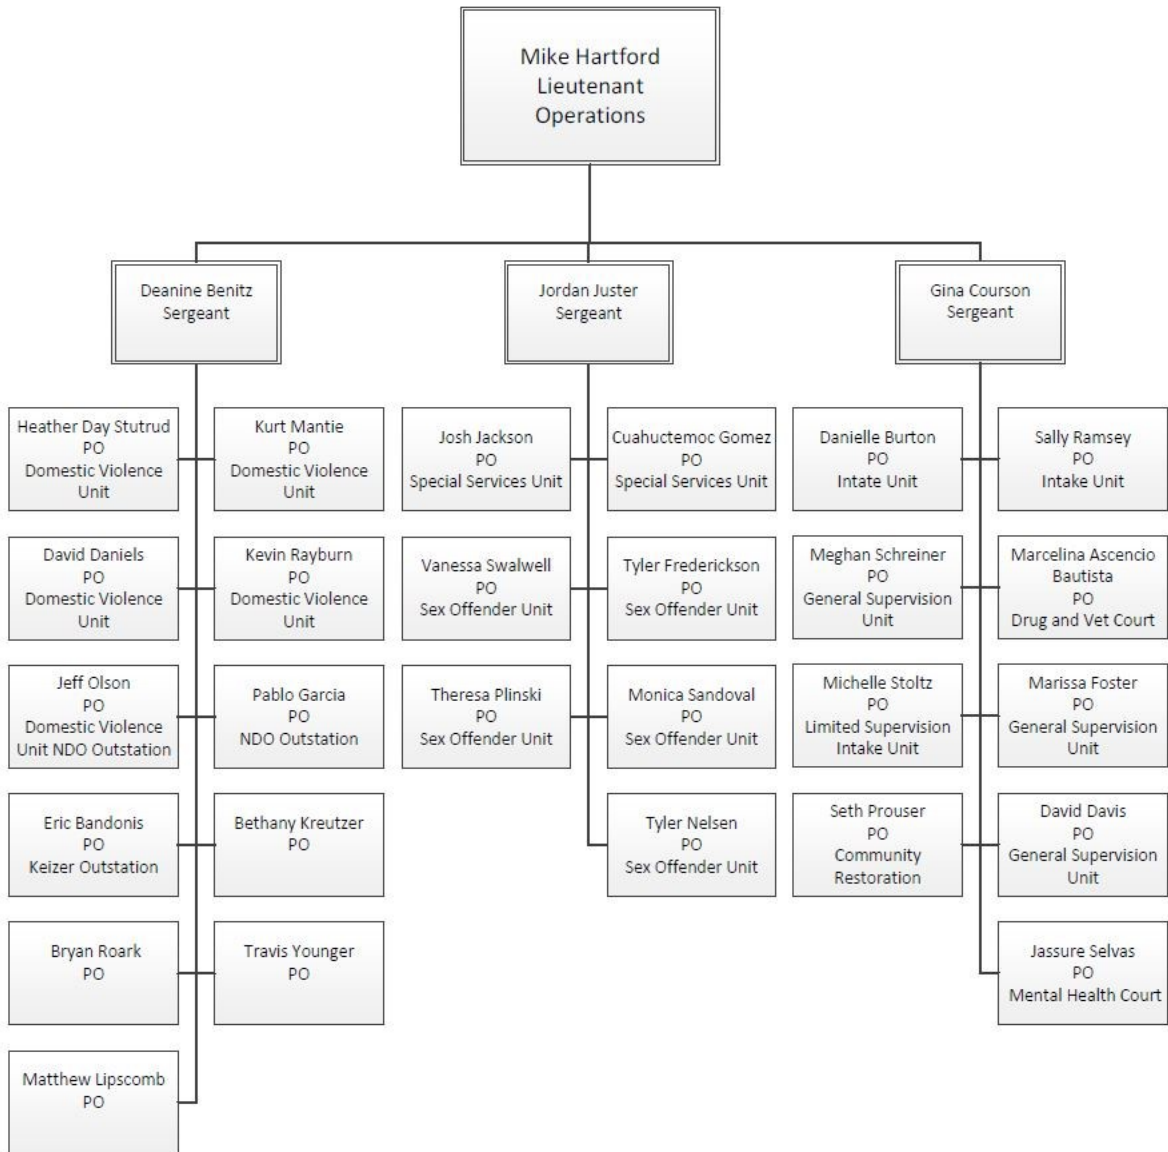 Mike Hartford
Lieutenant
Operations
Deanine Benitz
Sergeant
Jordan Juster
Sergeant
Gina Courson
Sergeant
Heather Day Stutrud
PO
Domestic Violence
Unit
Kurt Mantie
PO
Domestic Violence
Unit
Josh Jackson
PO
Special Services Unit
Cuahuctemoc Gomez
PO
Special Services Unit
Danielle Burton
PO
Intate Unit
Sally Ramsey
PO
Intake Unit
David Daniels
PO
Domestic Violence
Unit
Kevin Rayburn
PO
Domestic Violence
Unit
Vanessa Swalwell
PO
Sex Offender Unit
Tyler Frederickson
PO
Sex Offender Unit
Meghan Schreiner
PO
General Supervision
Unit
Marcelina Ascencio
Bautista
PO
Drug and Vet Court
Jeff Olson
PO
Domestic Violence
Unit NDO Outstation
Pablo Garcia
PO
NDO Outstation
Theresa Plinski
PO
Sex Offender Unit
Monica Sandoval
PO
Sex Offender Unit
Michelle Stoltz
PO
Limited Supervision
Intake Unit
Marissa Foster
PO
General Supervision
Unit
Eric Bandonis
PO
Keizer Outstation
Bethany Kreutzer
PO
Tyler Nelsen
PO
Sex Offender Unit
Seth Prouser
PO
Community
Restoration
David Davis
PO
General Supervision
Unit
Bryan Roark
PO
Travis Younger
PO
Jassure Selvas
PO
Mental Health Court
Matthew Lipscomb
PO